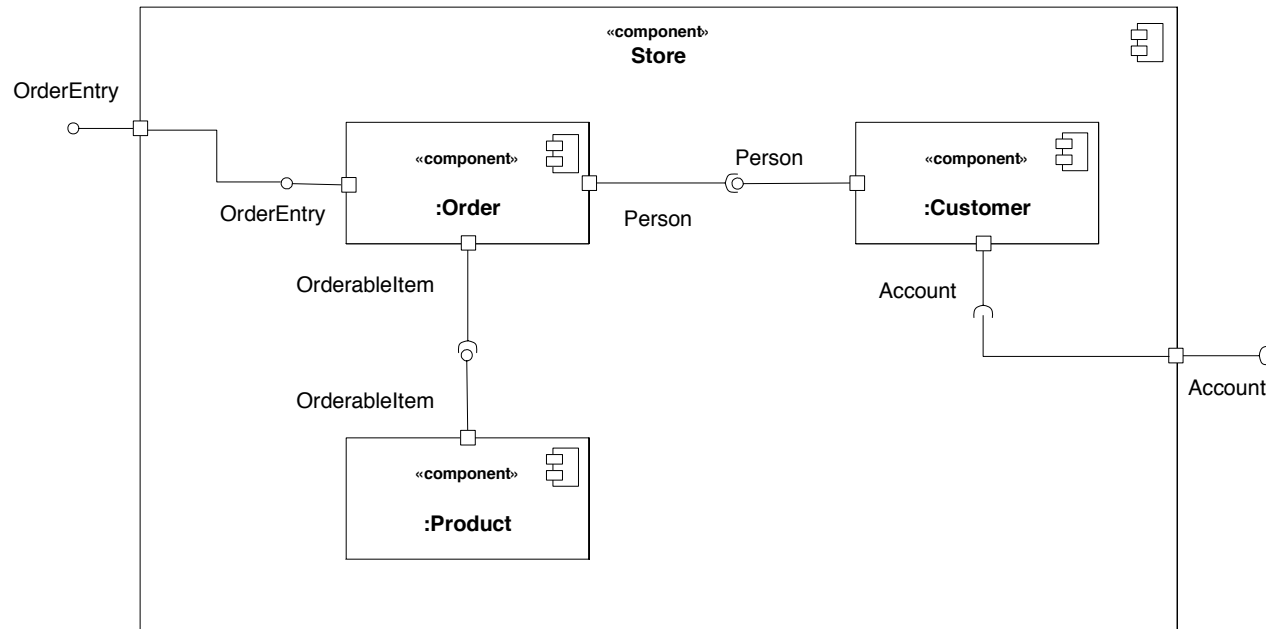 «component»
Store
OrderEntry
«component»
:Order
OrderEntry
Person
Person
«component»
:Customer
OrderableItem
Account
Account
OrderableItem
«component»
:Product